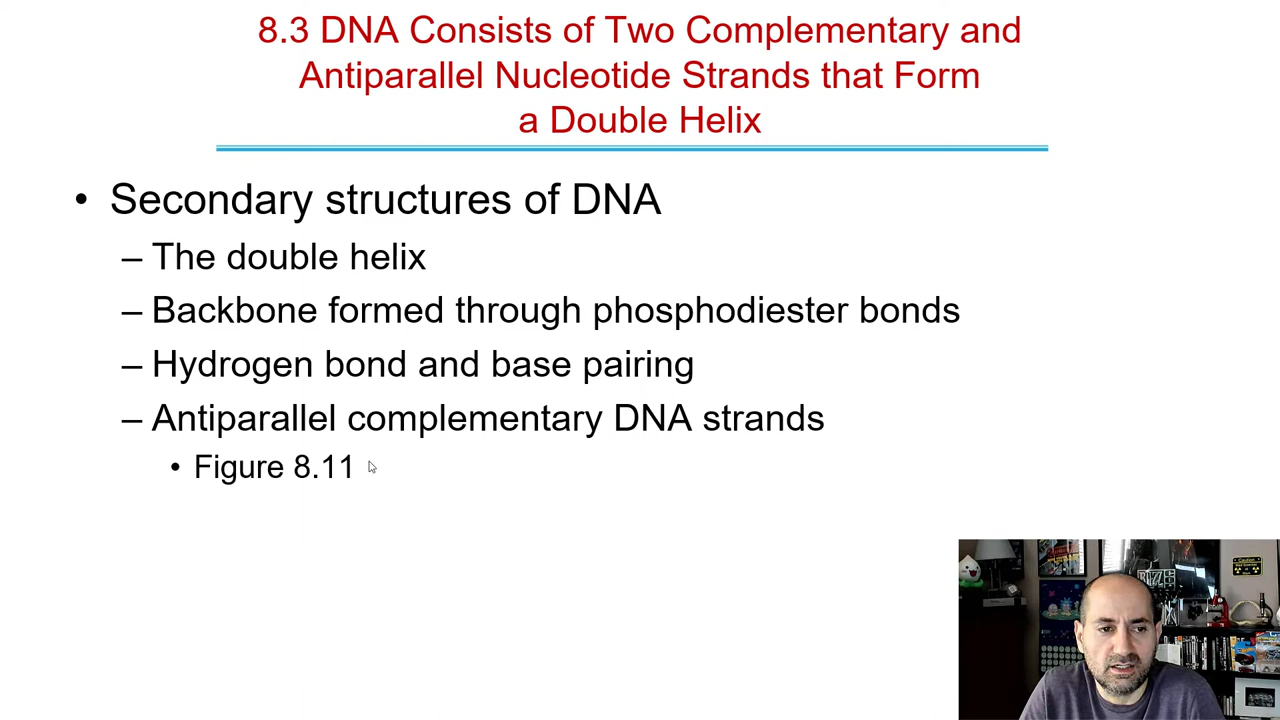 8.3 DNA Consists of Two Complementary and
Antiparallel Nucleotide Strands that Form
a Double Helix
• Secondary structures of DNA
– The double helix
– Backbone formed through phosphodiester bonds
– Hydrogen bond and base pairing
– Antiparallel complementary DNA strands
• Figure 8.11